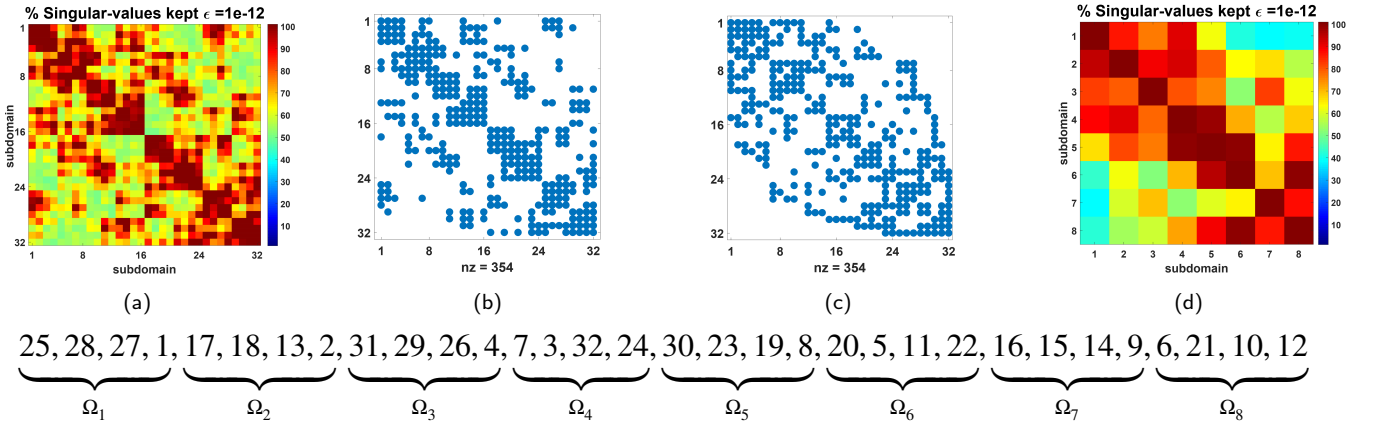 % Singular-values kept ϵ =1e-12
subdomain
1
8
16
24
32
1 8 16 24 32
subdomain
100
90
80
70
60
50
40
30
20
10
(a)
1
8
16
24
32
1 8 16 24 32
nz = 354
(b)
1
8
16
24
32
1 8 16 24 32
nz = 354
(c)
% Singular-values kept ϵ =1e-12
subdomain
1
2
3
4
5
6
7
8
1 2 3 4 5 6 7 8
subdomain
100
90
80
70
60
50
40
30
20
10
(d)
25, 28, 27, 1, 17, 18, 13, 2, 31, 29, 26, 4, 7, 3, 32, 24, 30, 23, 19, 8, 20, 5, 11, 22, 16, 15, 14, 9, 6, 21, 10, 12
Ω1 Ω2 Ω3 Ω4 Ω5 Ω6 Ω7 Ω8